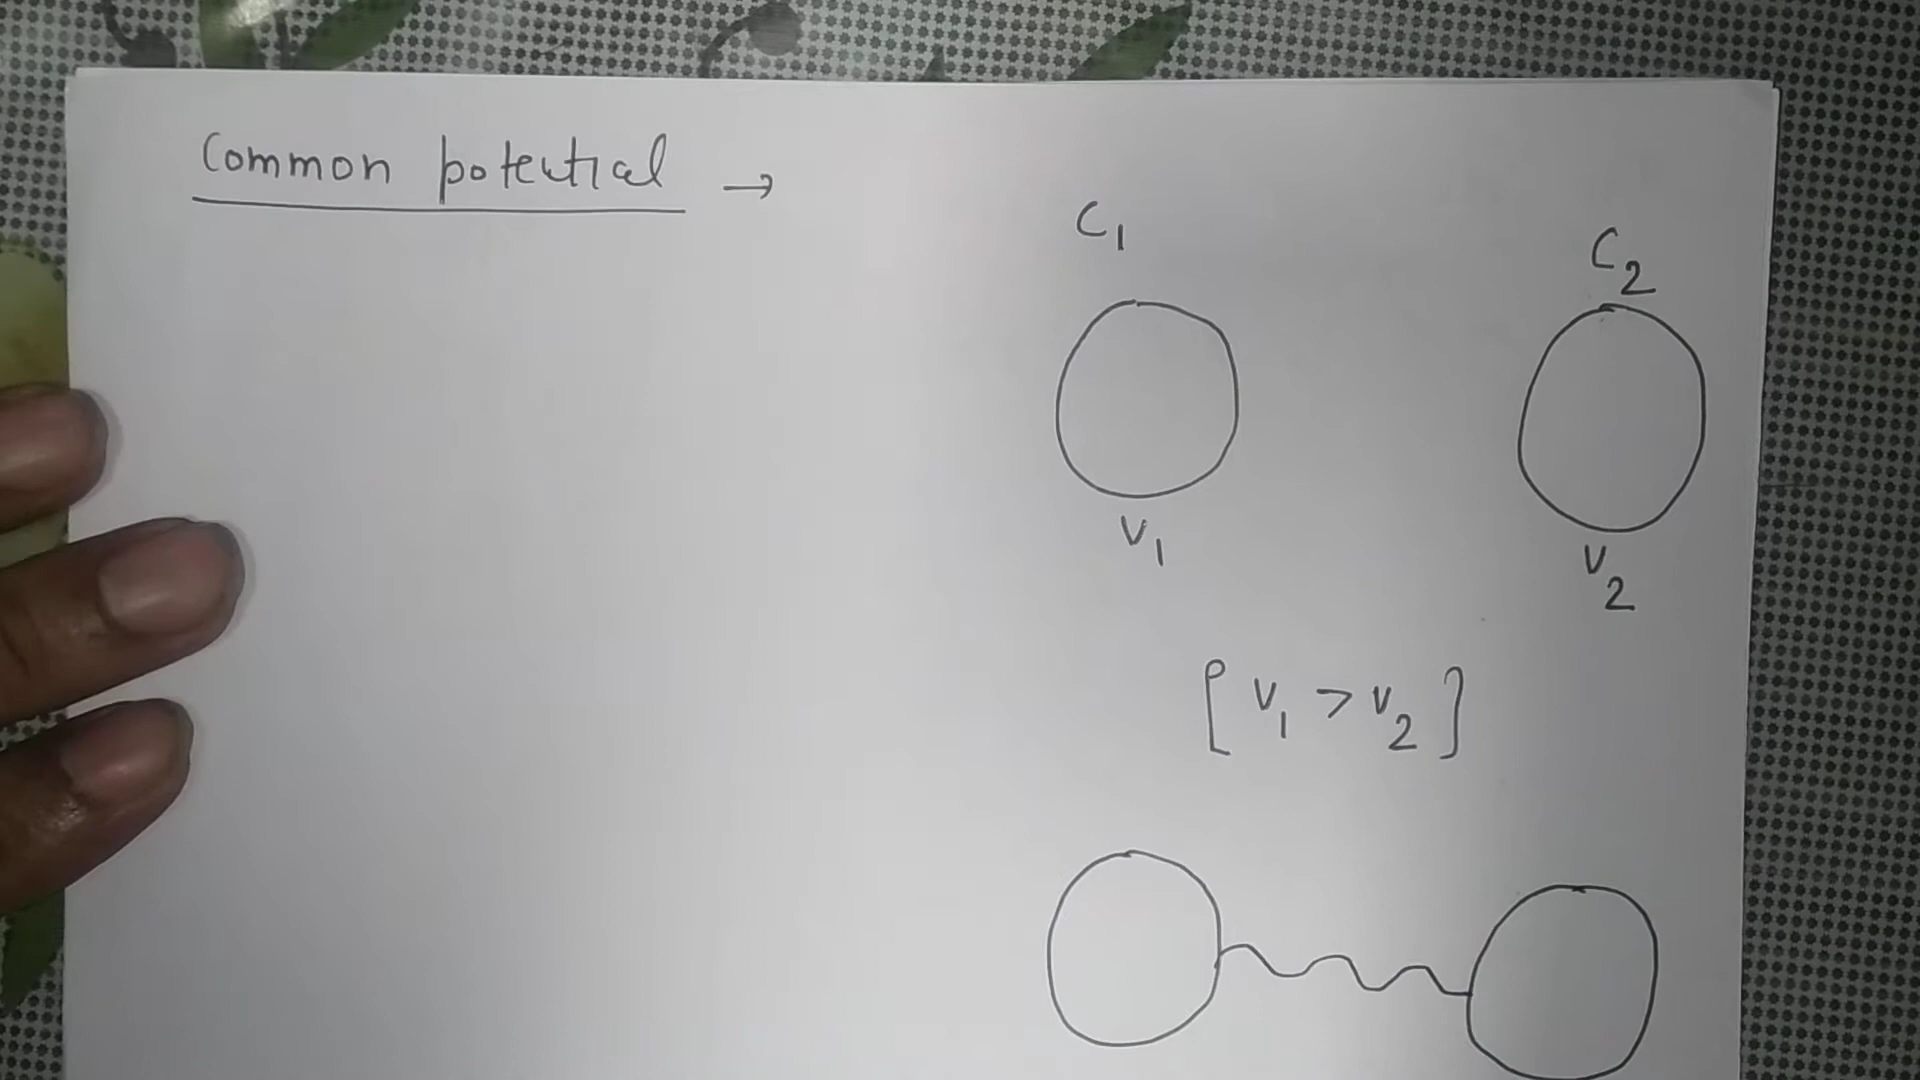 Common potential →
C1
C2
V1
V2
[V1 > V2]